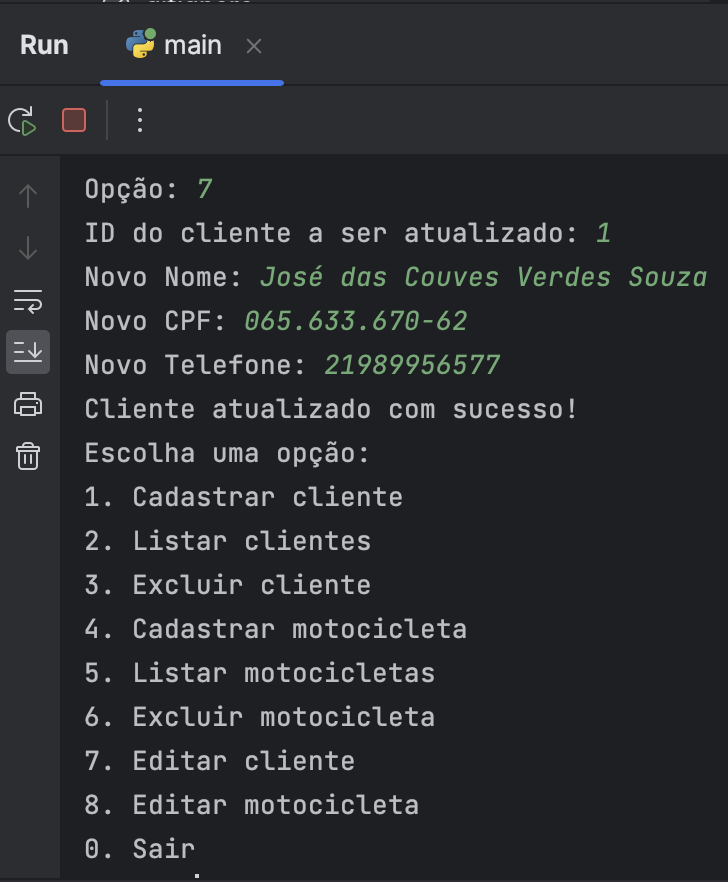 Run
main
Opção: 7
ID do cliente a ser atualizado: 1
Novo Nome: José das Couves Verdes Souza
Novo CPF: 065.633.670-62
Novo Telefone: 21989956577
Cliente atualizado com sucesso!
Escolha uma opção:
1. Cadastrar cliente
2. Listar clientes
3. Excluir cliente
4. Cadastrar motocicleta
5. Listar motocicletas
6. Excluir motocicleta
7. Editar cliente
8. Editar motocicleta
0. Sair